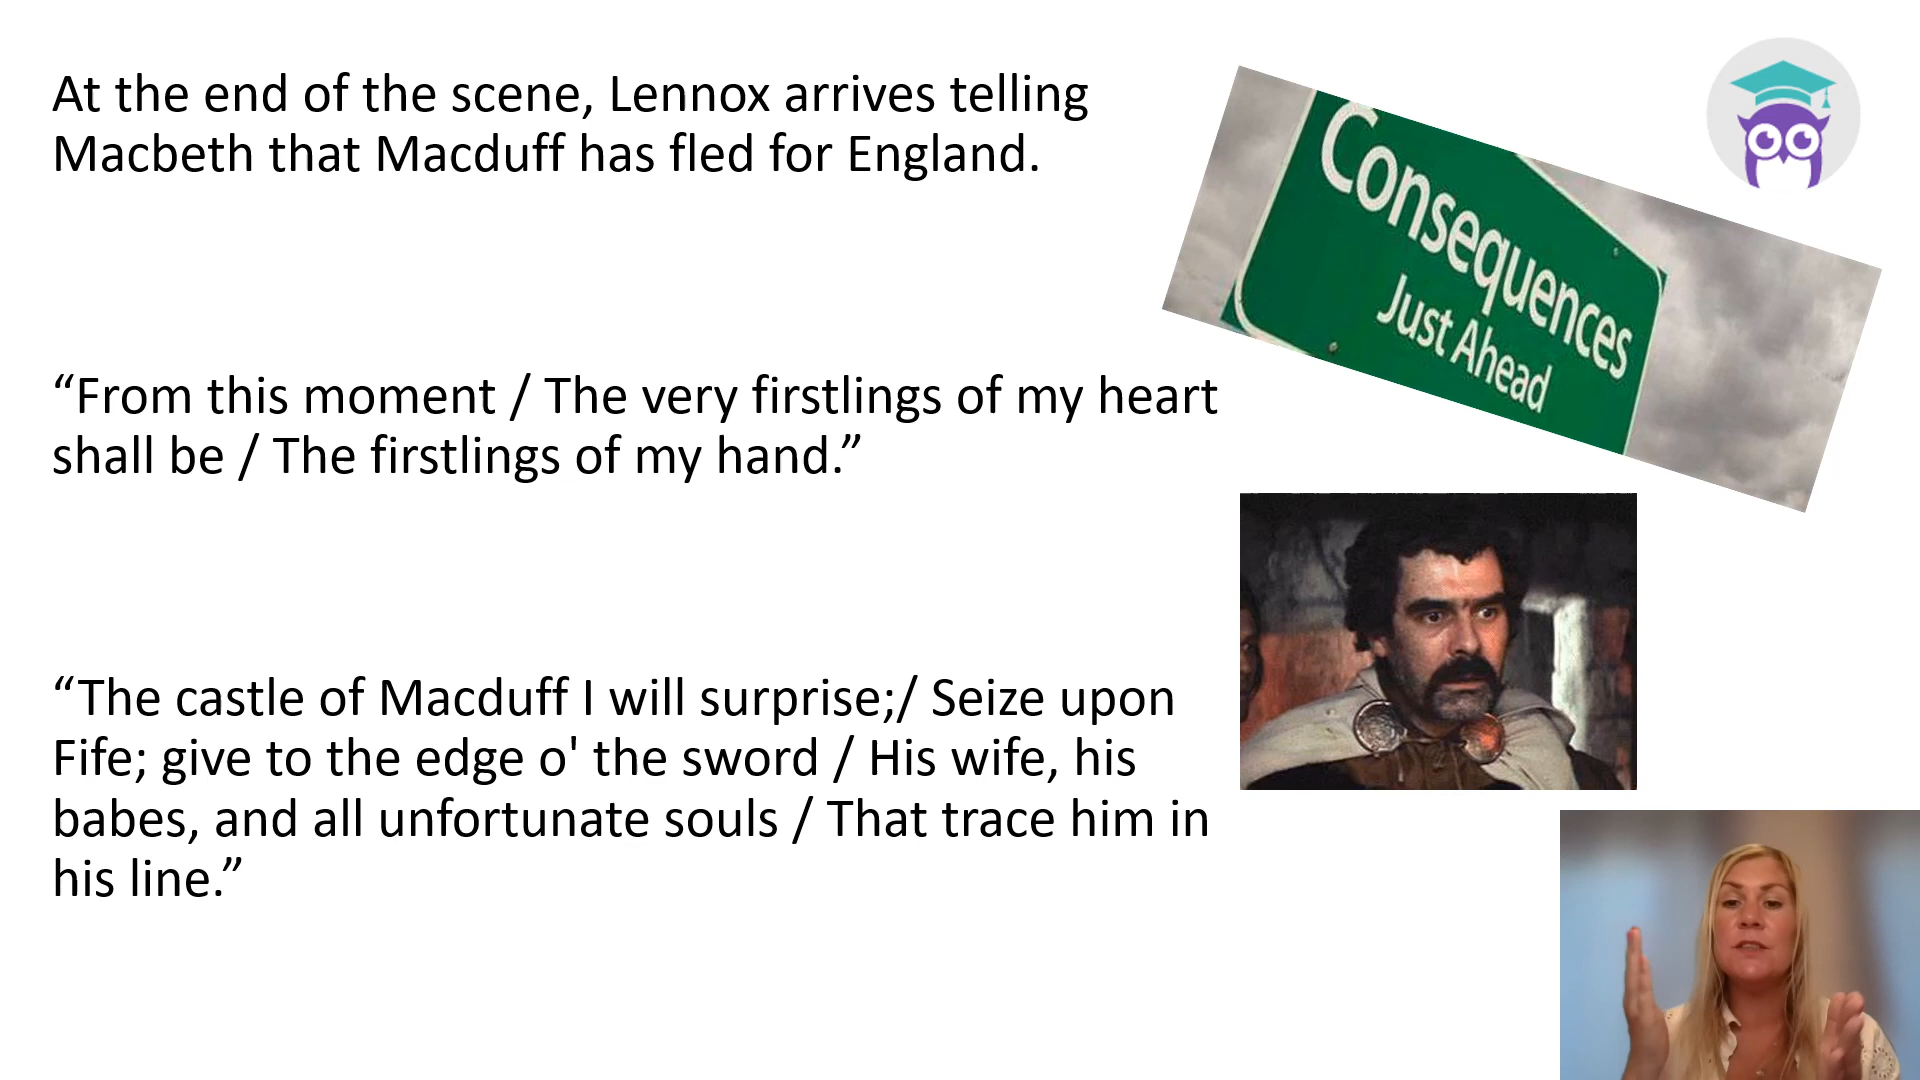 At the end of the scene, Lennox arrives telling
Macbeth that Macduff has fled for England.
“From this moment / The very firstlings of my heart
shall be / The firstlings of my hand.”
“The castle of Macduff I will surprise;/ Seize upon
Fife; give to the edge o' the sword / His wife, his
babes, and all unfortunate souls / That trace him in
his line.”
Consequences
Just Ahead